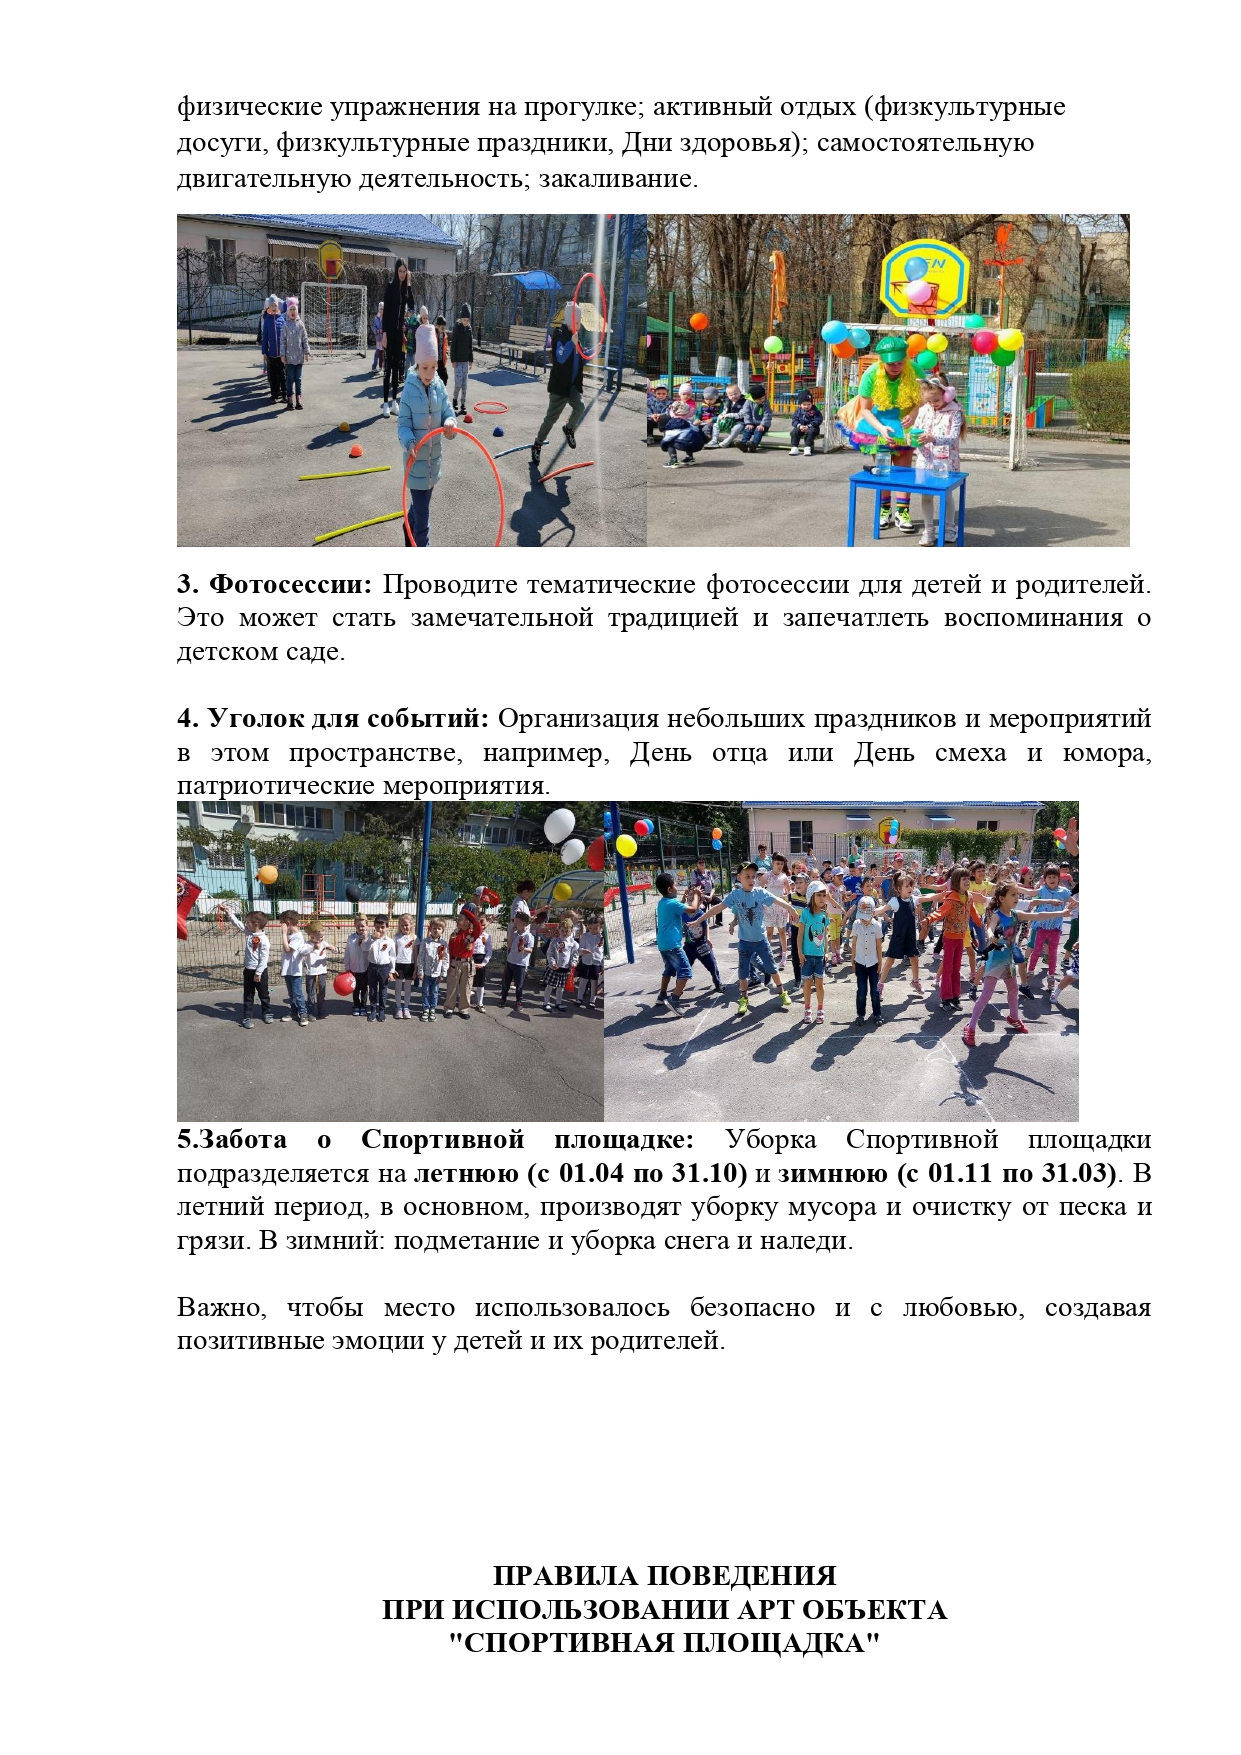 физические упражнения на прогулке; активный отдых (физкультурные
досуги, физкультурные праздники, Дни здоровья); самостоятельную
двигательную деятельность; закаливание.
3. Фотосессии: Проводите тематические фотосессии для детей и родителей.
Это может стать замечательной традицией и запечатлеть воспоминания о
детском саде.
4. Уголок для событий: Организация небольших праздников и мероприятий
в этом пространстве, например, День отца или День смеха и юмора,
патриотические мероприятия.
5.Забота о Спортивной площадке: Уборка Спортивной площадки
подразделяется на летнюю (с 01.04 по 31.10) и зимнюю (с 01.11 по 31.03). В
летний период, в основном, производят уборку мусора и очистку от песка и
грязи. В зимний: подметание и уборка снега и наледи.
Важно, чтобы место использовалось безопасно и с любовью, создавая
позитивные эмоции у детей и их родителей.
ПРАВИЛА ПОВЕДЕНИЯ
ПРИ ИСПОЛЬЗОВАНИИ АРТ ОБЪЕКТА
"СПОРТИВНАЯ ПЛОЩАДКА"